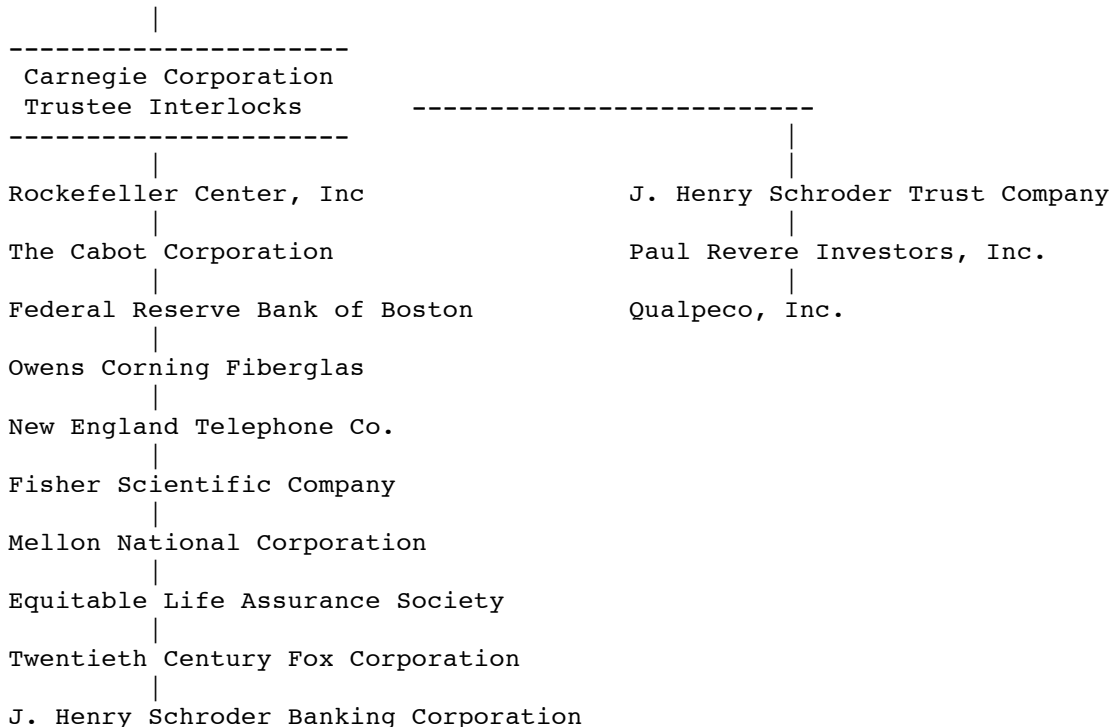 Carnegie Corporation
Trustee Interlocks
Rockefeller Center, Inc
J. Henry Schroder Trust Company
The Cabot Corporation
Paul Revere Investors, Inc.
Federal Reserve Bank of Boston
Qualpeco, Inc.
Owens Corning Fiberglas
New England Telephone Co.
Fisher Scientific Company
Mellon National Corporation
Equitable Life Assurance Society
Twentieth Century Fox Corporation
J. Henry Schroder Banking Corporation